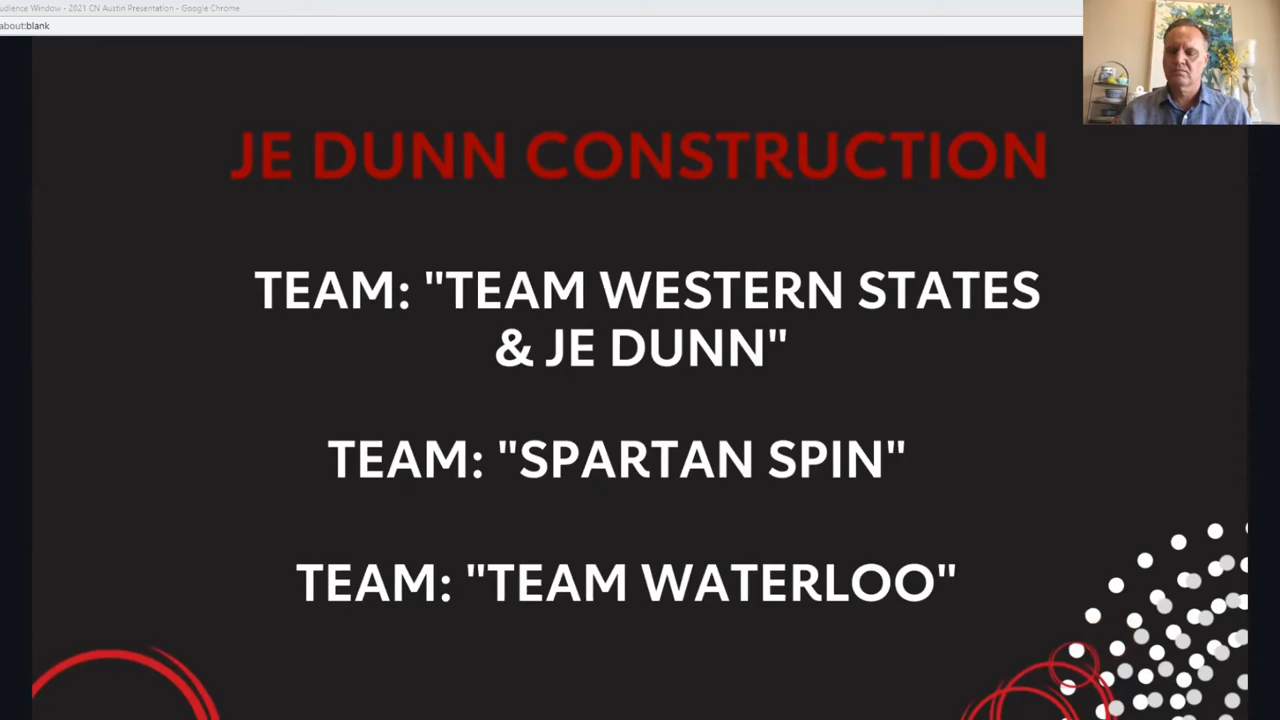 udience Window - 2021 CN Austin Presentation - Google Chrome
about:blank
JE DUNN CONSTRUCTION
TEAM: "TEAM WESTERN STATES
& JE DUNN"
TEAM: "SPARTAN SPIN"
TEAM: "TEAM WATERLOO"